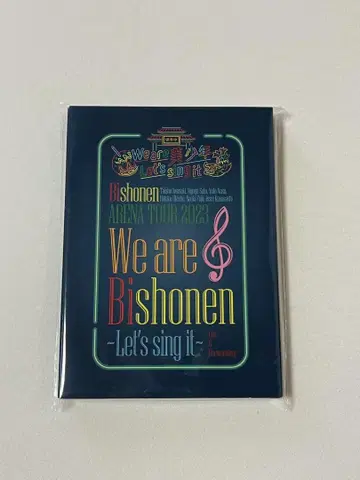 We are 美 少年
Let's sing it
Bishonen
ARENA TOUR 2023
We are
Bishonen
-Let's sing it-